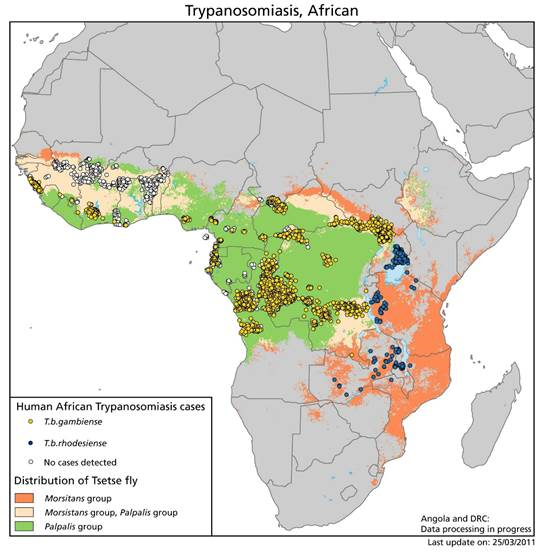 Trypanosomiasis, African
Human African Trypanosomiasis cases
T.b.gambiense
T.b.rhodesiense
No cases detected
Distribution of Tsetse fly
Morsitans group
Morsistans group, Palpalis group
Palpalis group
Angola and DRC:
Data processing in progress
Last update on: 25/03/2011